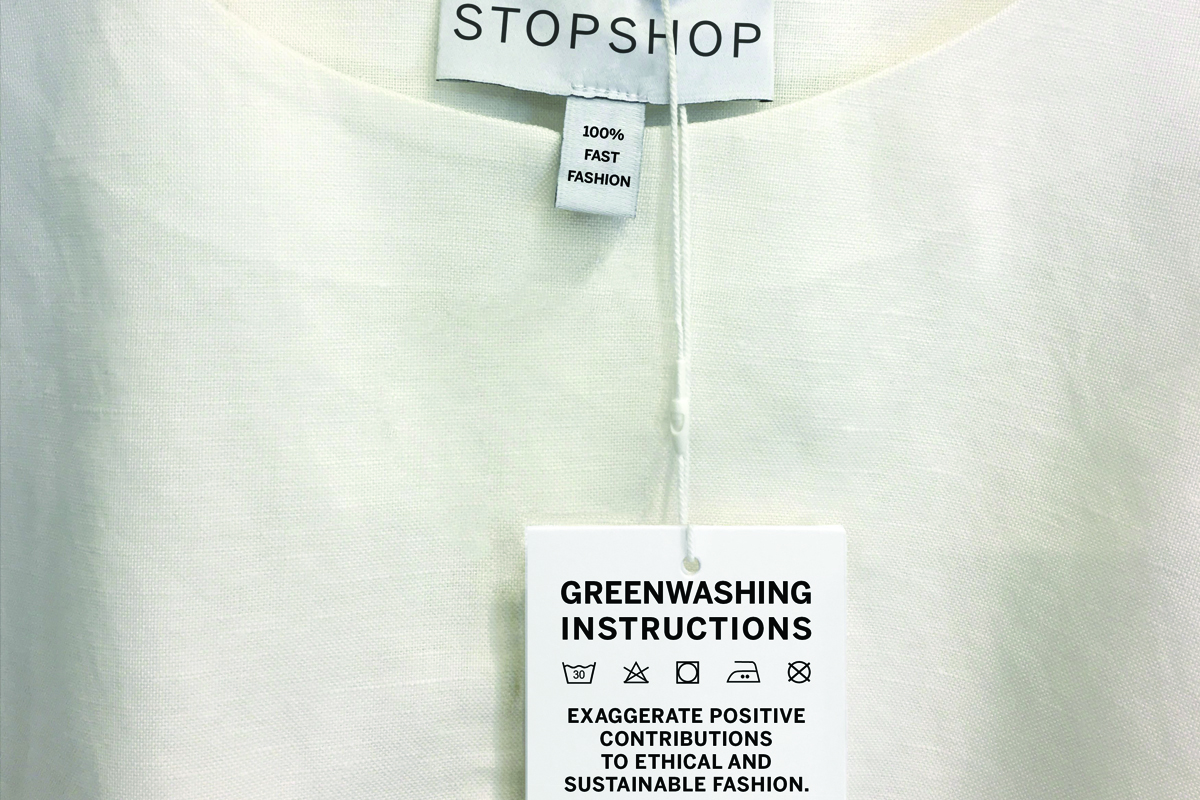 STOPSHOP
100%
FAST
FASHION
GREENWASHING
INSTRUCTIONS
30
EXAGGERATE POSITIVE
CONTRIBUTIONS
TO ETHICAL AND
SUSTAINABLE FASHION.